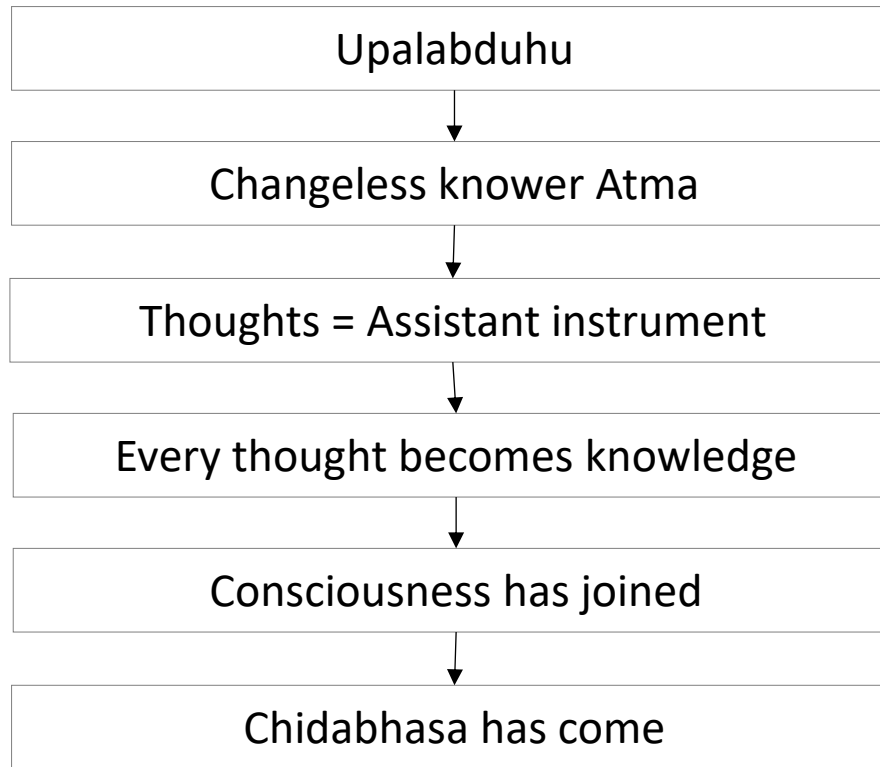 Upalabduhu
Changeless knower Atma
Thoughts = Assistant instrument
Every thought becomes knowledge
Consciousness has joined
Chidabhasa has come